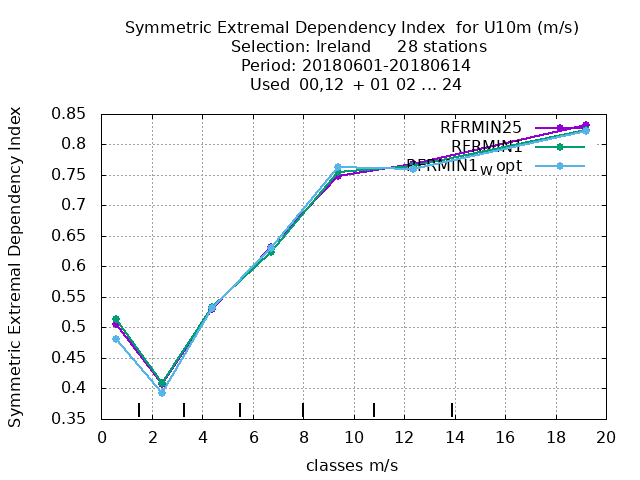 Symmetric Extremal Dependency Index for U10m (m/s)
Selection: Ireland 28 stations
Period: 20180601-20180614
Used 00,12 + 01 02 ... 24
Symmetric Extremal Dependency Index
0.85
0.8
0.75
0.7
0.65
0.6
0.55
0.5
0.45
0.4
0.35
RFRMIN25
RFRMIN1
RFRMIN1_W opt
0 2 4 6 8 10 12 14 16 18 20
classes m/s